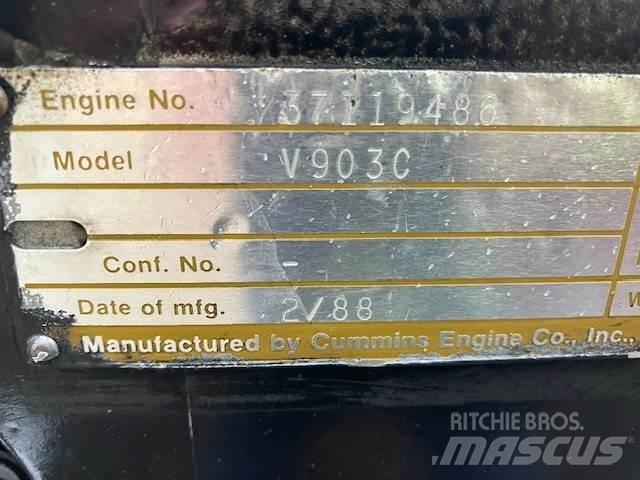 Engine No. 37119486
Model V903C
Conf. No.
Date of mfg. 2/88 W
Manufactured by Cummins Engine Co., Inc.,
RITCHIE BROS.
MASCUS